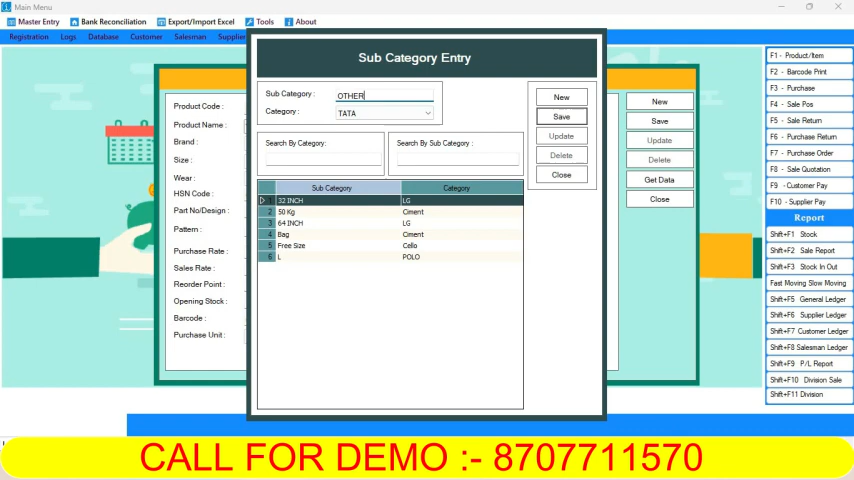 Main Menu
Master Entry Bank Reconciliation Export/Import Excel Tools About
Registration Logs Database Customer Salesman Supplier
Sub Category Entry
Sub Category : OTHER
Category : TATA
Search By Category: Search By Sub Category :
New
Save
Update
Delete
Close
Sub Category Category
1 32 INCH LG
2 50 Kg Ciment
3 64 INCH LG
4 Bag Ciment
5 Free Size Cello
6 L POLO
Product Code :
Product Name :
Brand :
Size :
Wear :
HSN Code :
Part No/Design :
Pattern :
Purchase Rate :
Sales Rate :
Reorder Point :
Opening Stock :
Barcode :
Purchase Unit :
New
Save
Update
Delete
Get Data
Close
F1 - Product/Item
F2 - Barcode Print
F3 - Purchase
F4 - Sale Pos
F5 - Sale Return
F6 - Purchase Return
F7 - Purchase Order
F8 - Sale Quotation
F9 - Customer Pay
F10 - Supplier Pay
Report
Shift+F1 Stock
Shift+F2 Sale Report
Shift+F3 Stock In Out
Fast Moving Slow Moving
Shift+F5 General Ledger
Shift+F6 Supplier Ledger
Shift+F7 Customer Ledger
Shift+F8 Salesman Ledger
Shift+F9 P/L Report
Shift+F10 Division Sale
Shift+F11 Division
CALL FOR DEMO :- 8707711570